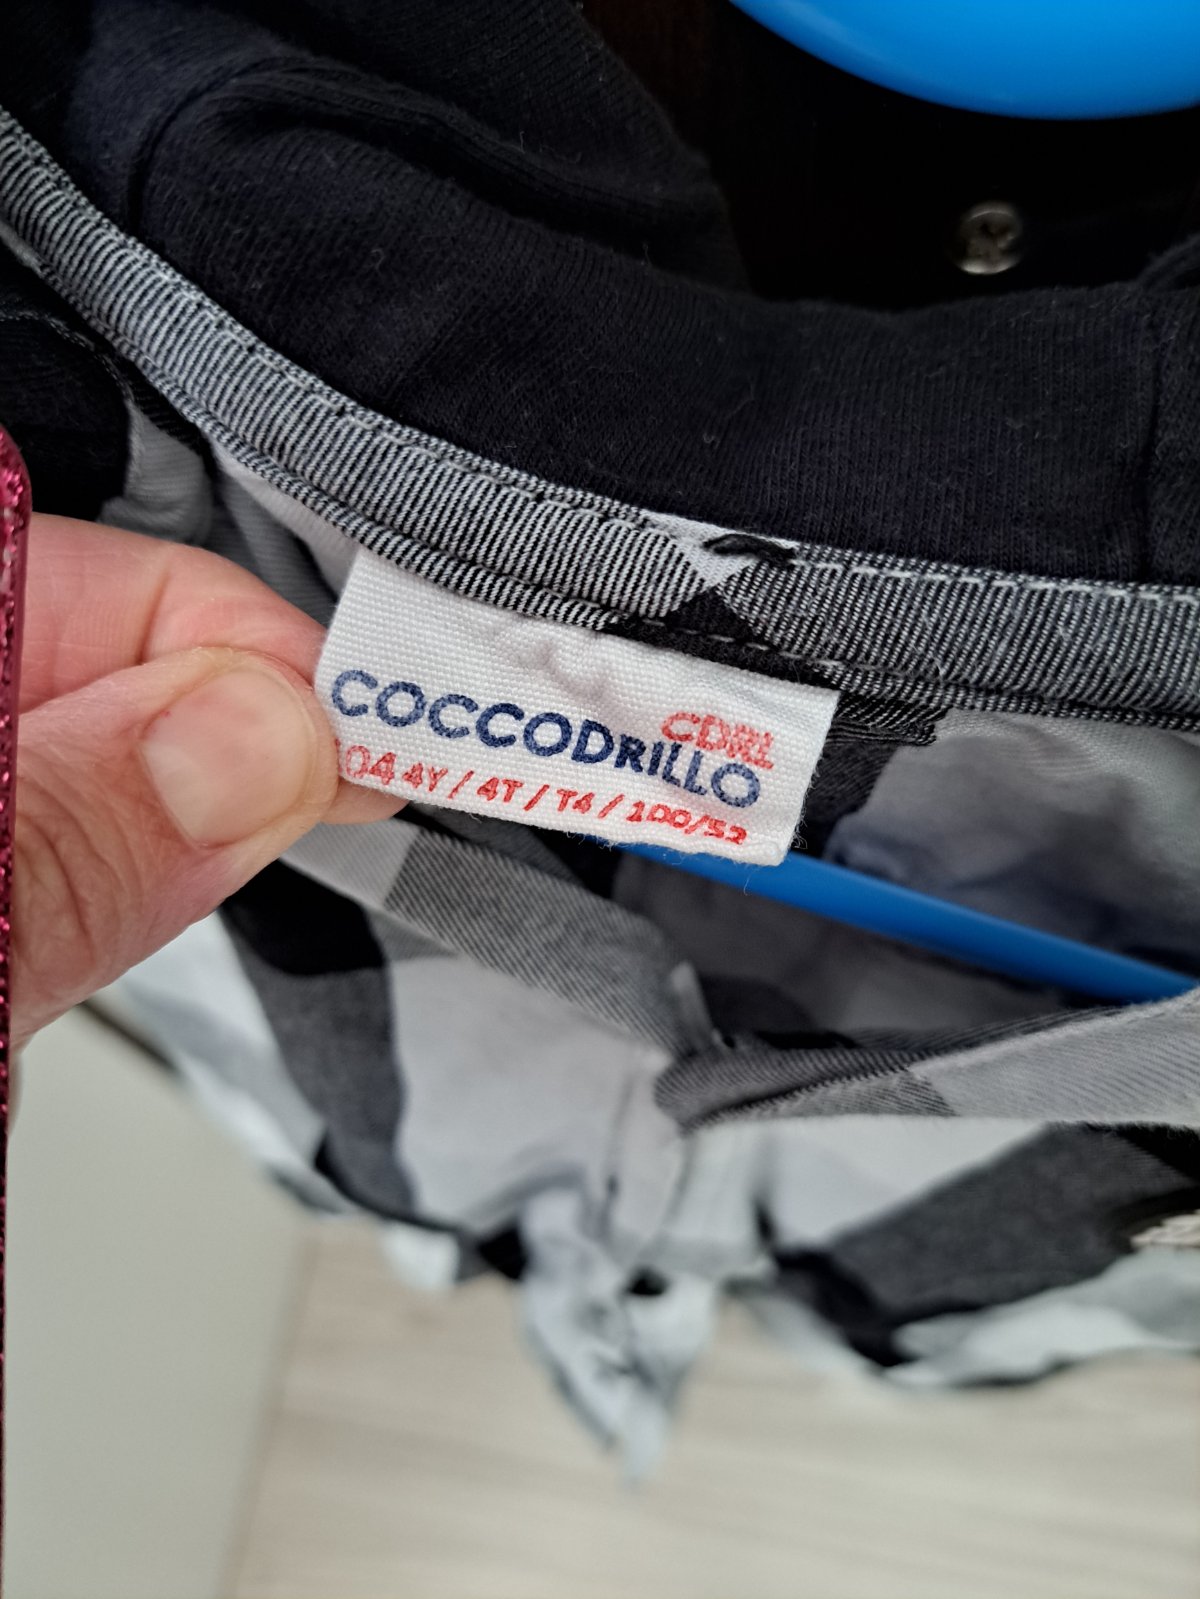 CDRL
COCCODRILLO
104 4Y / 4T / T4 / 100/52